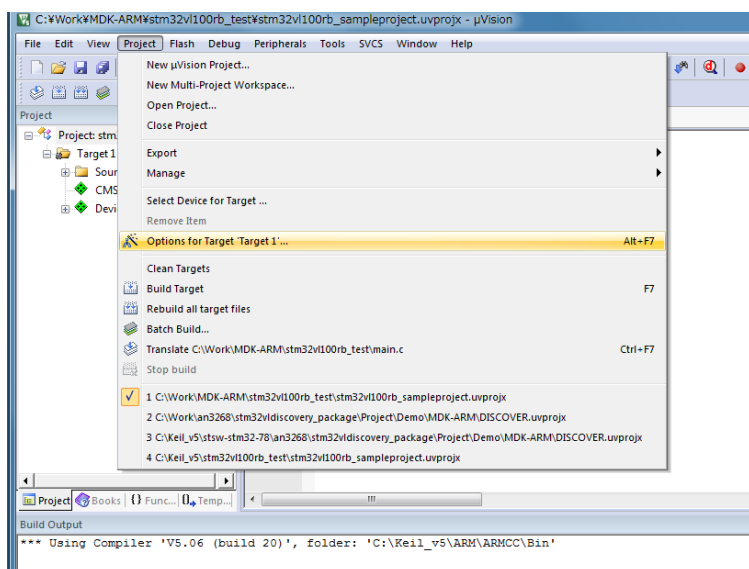 C:¥Work¥MDK-ARM¥stm32vl100rb_test¥stm32vl100rb_sampleproject.uvprojx - µVision
File Edit View Project Flash Debug Peripherals Tools SVCS Window Help
New µVision Project...
New Multi-Project Workspace...
Open Project...
Close Project
Export
Manage
Select Device for Target ...
Remove Item
Options for Target 'Target 1'... Alt+F7
Clean Targets
Build Target F7
Rebuild all target files
Batch Build...
Translate C:\Work\MDK-ARM\stm32vl100rb_test\main.c Ctrl+F7
Stop build
1 C:\Work\MDK-ARM\stm32vl100rb_test\stm32vl100rb_sampleproject.uvprojx
2 C:\Work\an3268\stm32vldiscovery_package\Project\Demo\MDK-ARM\DISCOVER.uvprojx
3 C:\Keil_v5\stsw-stm32-78\an3268\stm32vldiscovery_package\Project\Demo\MDK-ARM\DISCOVER.uvprojx
4 C:\Keil_v5\stm32vl100rb_test\stm32vl100rb_sampleproject.uvprojx
Project
Project: stm
Target 1
Sour
CMS
Devi
Project Books {} Func... 0 Temp...
Build Output
*** Using Compiler 'V5.06 (build 20)', folder: 'C:\Keil_v5\ARM\ARMCC\Bin'